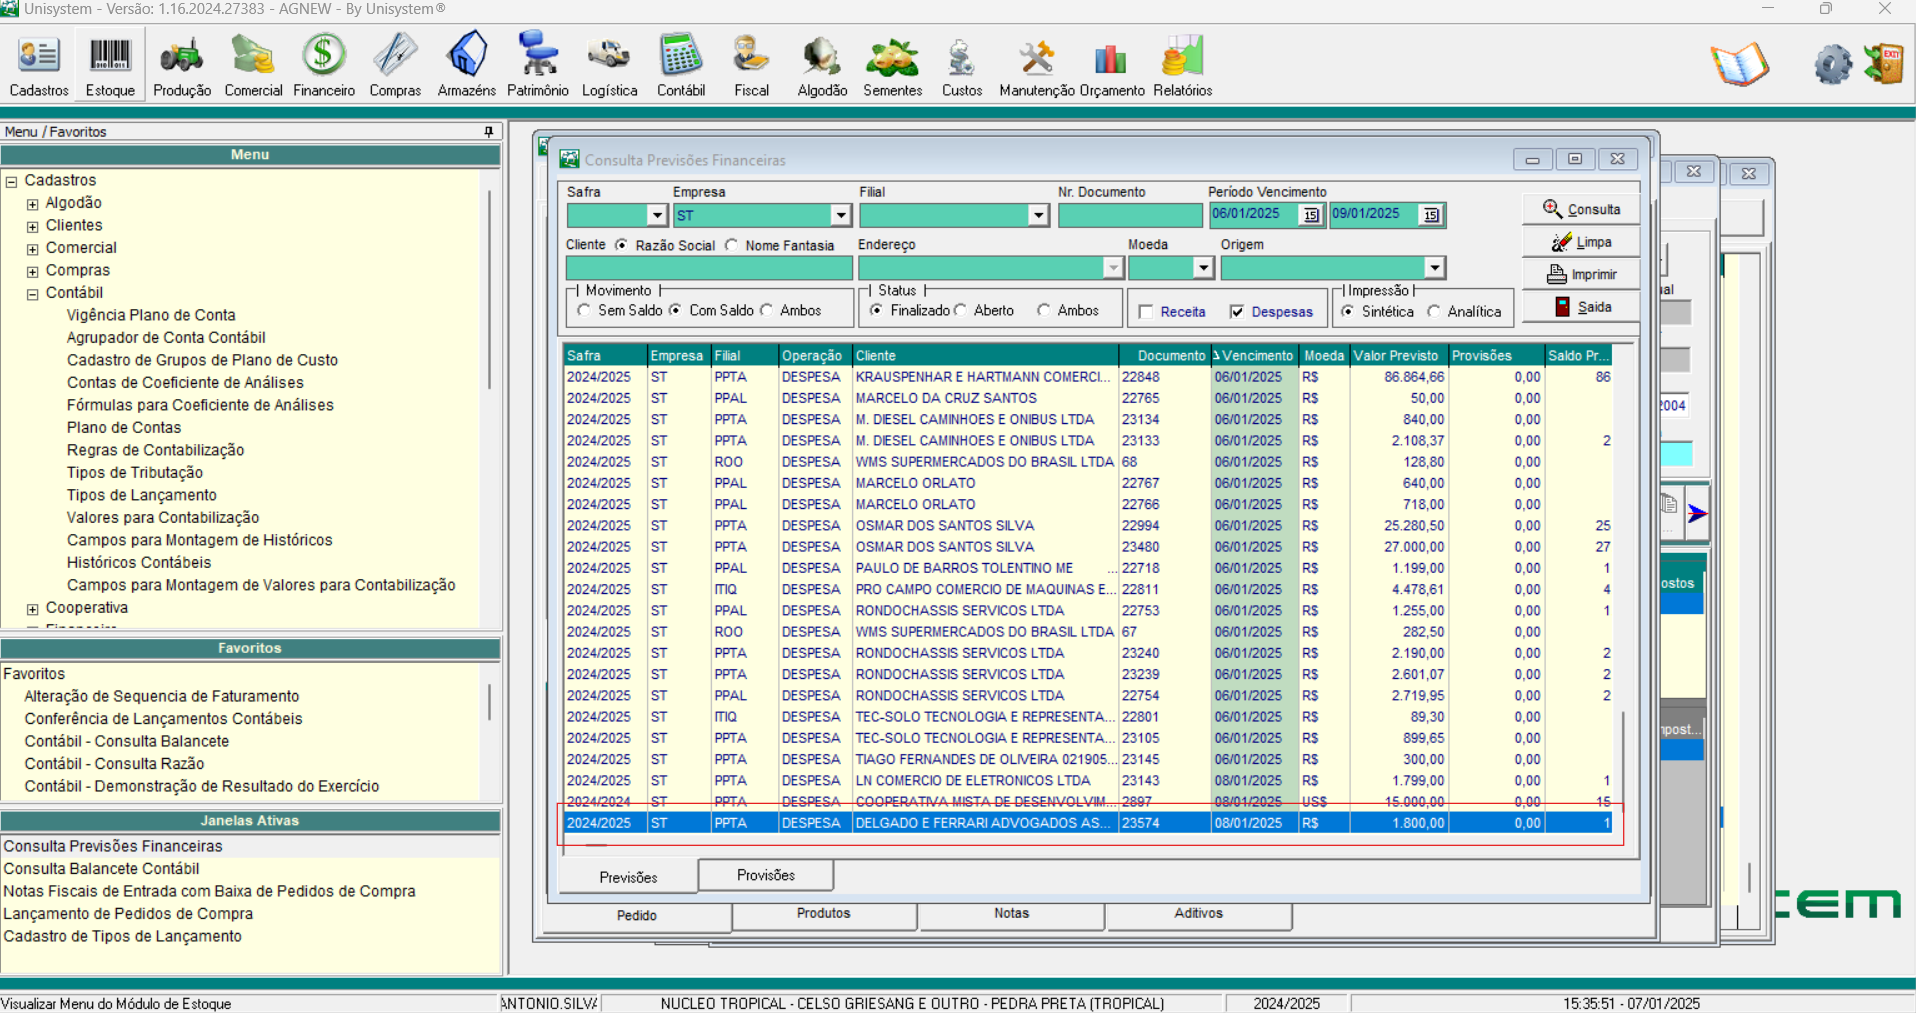 Unisystem - Versão: 1.16.2024.27383 - AGNEW - By Unisystem®
Cadastros Estoque Produção Comercial Financeiro Compras Armazéns Patrimônio Logística Contábil Fiscal Algodão Sementes Custos Manutenção Orçamento Relatórios
Menu / Favoritos
Menu
Cadastros
Algodão
Clientes
Comercial
Compras
Contábil
Vigência Plano de Conta
Agrupador de Conta Contábil
Cadastro de Grupos de Plano de Custo
Contas de Coeficiente de Análises
Fórmulas para Coeficiente de Análises
Plano de Contas
Regras de Contabilização
Tipos de Tributação
Tipos de Lançamento
Valores para Contabilização
Campos para Montagem de Históricos
Históricos Contábeis
Campos para Montagem de Valores para Contabilização
Cooperativa
Favoritos
Favoritos
Alteração de Sequencia de Faturamento
Conferência de Lançamentos Contábeis
Contábil - Consulta Balancete
Contábil - Consulta Razão
Contábil - Demonstração de Resultado do Exercício
Janelas Ativas
Consulta Previsões Financeiras
Consulta Balancete Contábil
Notas Fiscais de Entrada com Baixa de Pedidos de Compra
Lançamento de Pedidos de Compra
Cadastro de Tipos de Lançamento
Consulta Previsões Financeiras
Safra Empresa Filial Nr. Documento Período Vencimento
ST 06/01/2025 15 09/01/2025 15
Cliente Razão Social Nome Fantasia Endereço Moeda Origem
Movimento Status Impressão
Sem Saldo Com Saldo Ambos Finalizado Aberto Ambos Receita Despesas Sintética Analítica
Consulta
Limpa
Imprimir
Saida
Safra Empresa Filial Operação Cliente Documento Vencimento Moeda Valor Previsto Provisões Saldo Pr...
2024/2025 ST PPTA DESPESA KRAUSPENHAR E HARTMANN COMERCI... 22848 06/01/2025 R$ 86.864,66 0,00 86
2024/2025 ST PPAL DESPESA MARCELO DA CRUZ SANTOS 22765 06/01/2025 R$ 50,00 0,00
2024/2025 ST PPTA DESPESA M. DIESEL CAMINHOES E ONIBUS LTDA 23134 06/01/2025 R$ 840,00 0,00
2024/2025 ST PPTA DESPESA M. DIESEL CAMINHOES E ONIBUS LTDA 23133 06/01/2025 R$ 2.108,37 0,00 2
2024/2025 ST ROO DESPESA WMS SUPERMERCADOS DO BRASIL LTDA 68 06/01/2025 R$ 128,80 0,00
2024/2025 ST PPAL DESPESA MARCELO ORLATO 22767 06/01/2025 R$ 640,00 0,00
2024/2025 ST PPAL DESPESA MARCELO ORLATO 22766 06/01/2025 R$ 718,00 0,00
2024/2025 ST PPTA DESPESA OSMAR DOS SANTOS SILVA 22994 06/01/2025 R$ 25.280,50 0,00 25
2024/2025 ST PPTA DESPESA OSMAR DOS SANTOS SILVA 23480 06/01/2025 R$ 27.000,00 0,00 27
2024/2025 ST PPAL DESPESA PAULO DE BARROS TOLENTINO ME ... 22718 06/01/2025 R$ 1.199,00 0,00 1
2024/2025 ST ITIQ DESPESA PRO CAMPO COMERCIO DE MAQUINAS E... 22811 06/01/2025 R$ 4.478,61 0,00 4
2024/2025 ST PPAL DESPESA RONDOCHASSIS SERVICOS LTDA 22753 06/01/2025 R$ 1.255,00 0,00 1
2024/2025 ST ROO DESPESA WMS SUPERMERCADOS DO BRASIL LTDA 67 06/01/2025 R$ 282,50 0,00
2024/2025 ST PPTA DESPESA RONDOCHASSIS SERVICOS LTDA 23240 06/01/2025 R$ 2.190,00 0,00 2
2024/2025 ST PPTA DESPESA RONDOCHASSIS SERVICOS LTDA 23239 06/01/2025 R$ 2.601,07 0,00 2
2024/2025 ST PPAL DESPESA RONDOCHASSIS SERVICOS LTDA 22754 06/01/2025 R$ 2.719,95 0,00 2
2024/2025 ST ITIQ DESPESA TEC-SOLO TECNOLOGIA E REPRESENTA... 22801 06/01/2025 R$ 89,30 0,00
2024/2025 ST PPTA DESPESA TEC-SOLO TECNOLOGIA E REPRESENTA... 23105 06/01/2025 R$ 899,65 0,00
2024/2025 ST PPTA DESPESA TIAGO FERNANDES DE OLIVEIRA 021905... 23145 06/01/2025 R$ 300,00 0,00
2024/2025 ST PPTA DESPESA LN COMERCIO DE ELETRONICOS LTDA 23143 08/01/2025 R$ 1.799,00 0,00 1
2024/2024 ST PPTA DESPESA COOPERATIVA MISTA DE DESENVOLVIM... 2897 08/01/2025 US$ 15.000,00 0,00 15
2024/2025 ST PPTA DESPESA DELGADO E FERRARI ADVOGADOS AS... 23574 08/01/2025 R$ 1.800,00 0,00 1
Previsões Provisões
Pedido Produtos Notas Aditivos
2004
ostos
npost...
Visualizar Menu do Módulo de Estoque ANTONIO.SILVA NUCLEO TROPICAL - CELSO GRIESANG E OUTRO - PEDRA PRETA (TROPICAL) 2024/2025 15:35:51 - 07/01/2025